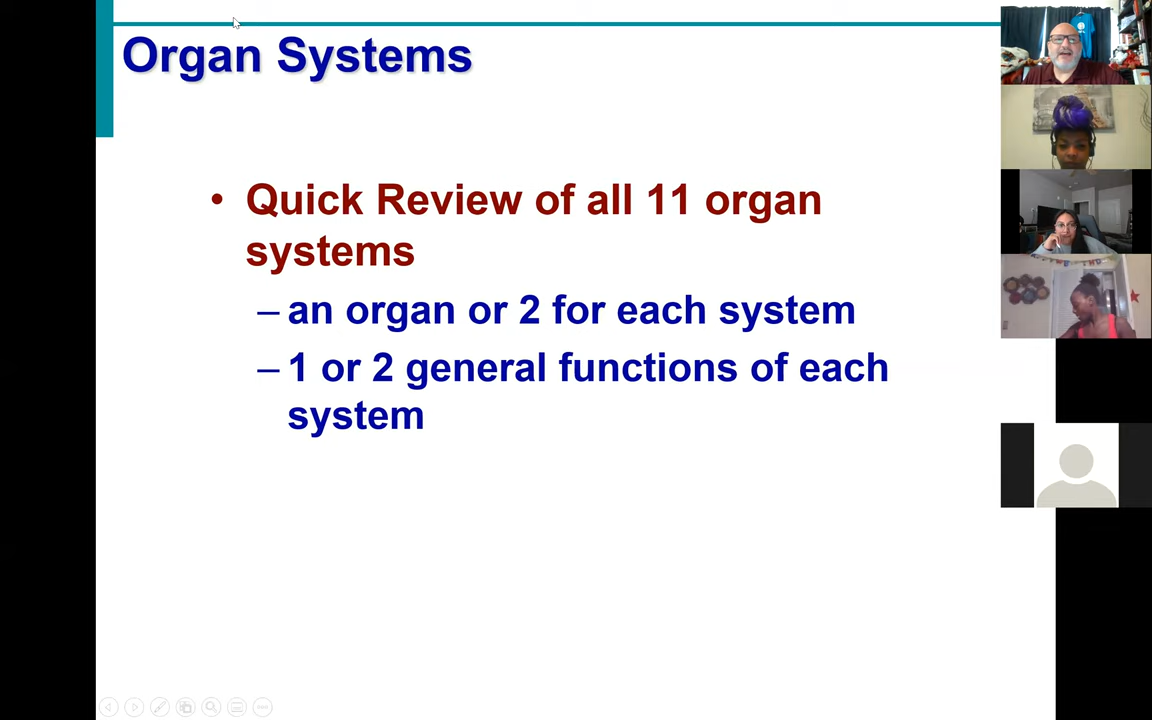 Organ Systems
• Quick Review of all 11 organ
systems
– an organ or 2 for each system
– 1 or 2 general functions of each
system